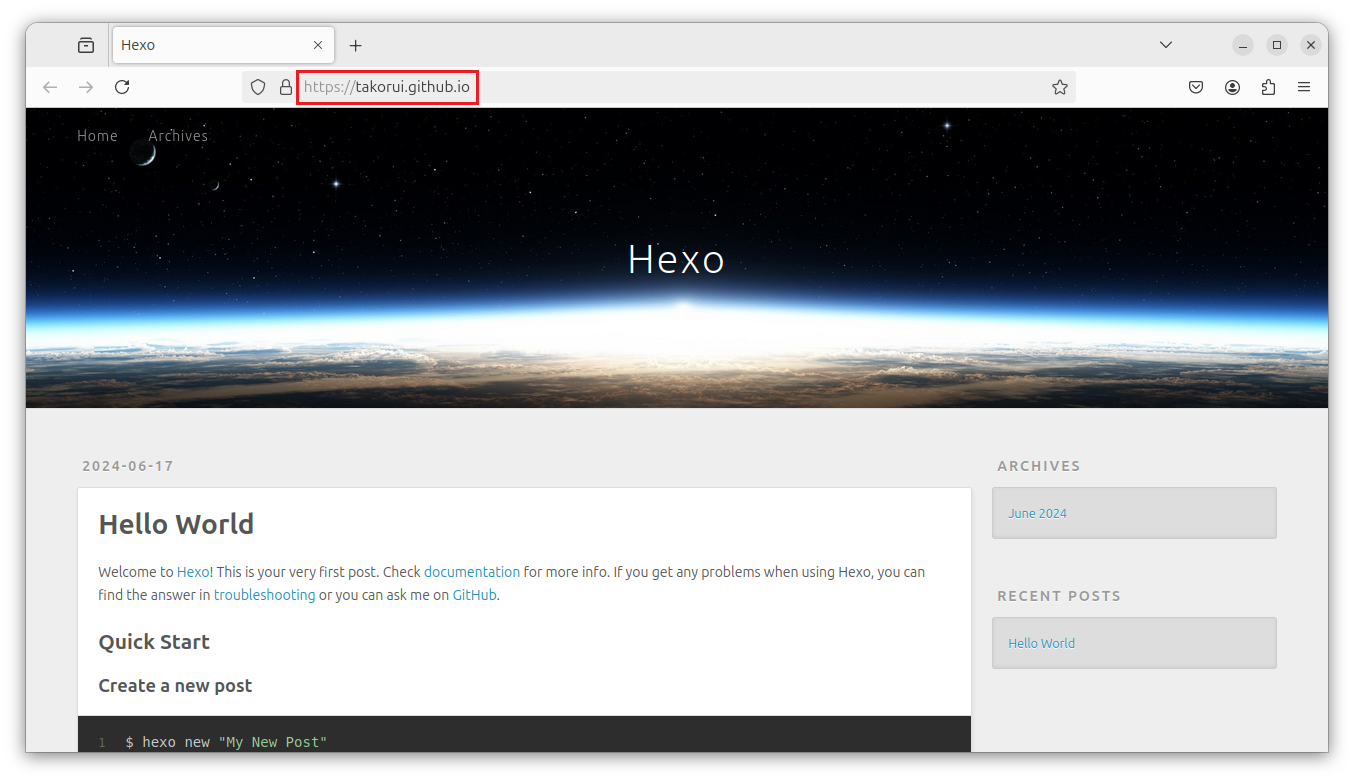 Hexo
https://takorui.github.io
Home Archives
Hexo
2024-06-17
Hello World
Welcome to Hexo! This is your very first post. Check documentation for more info. If you get any problems when using Hexo, you can
find the answer in troubleshooting or you can ask me on GitHub.
Quick Start
Create a new post
1 $ hexo new "My New Post"
ARCHIVES
June 2024
RECENT POSTS
Hello World